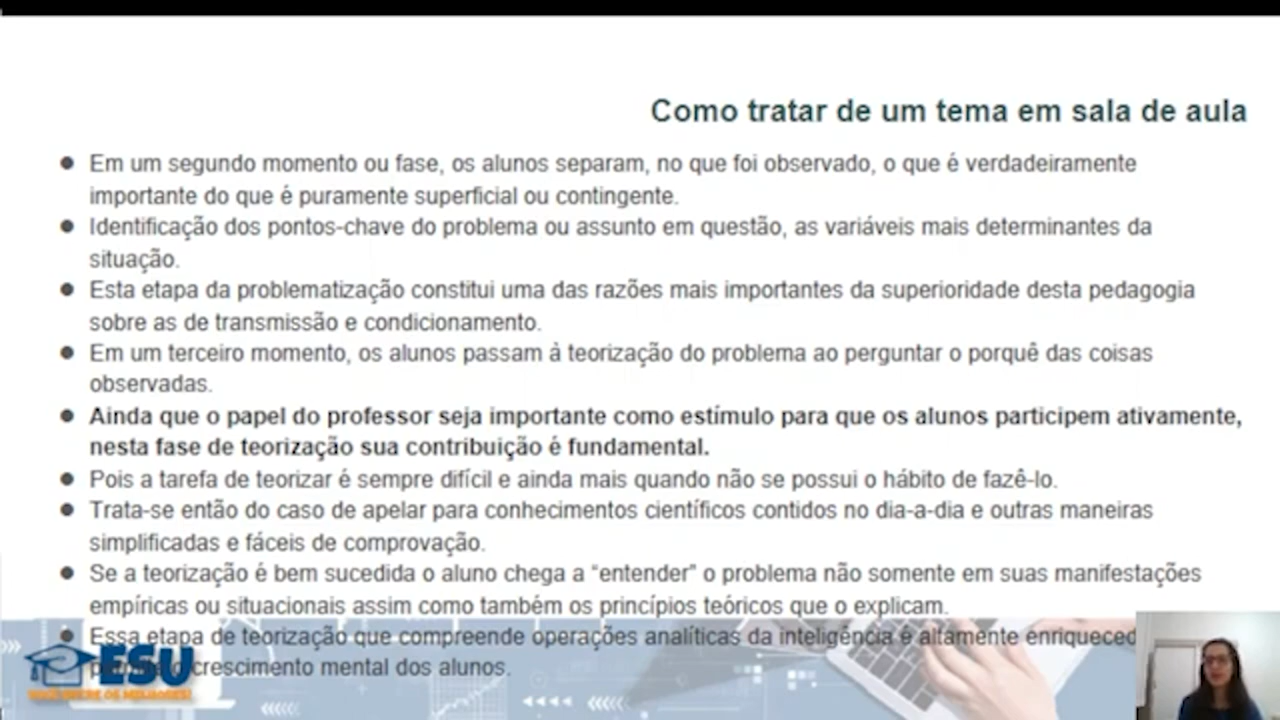 Como tratar de um tema em sala de aula
● Em um segundo momento ou fase, os alunos separam, no que foi observado, o que é verdadeiramente
importante do que é puramente superficial ou contingente.
● Identificação dos pontos-chave do problema ou assunto em questão, as variáveis mais determinantes da
situação.
● Esta etapa da problematização constitui uma das razões mais importantes da superioridade desta pedagogia
sobre as de transmissão e condicionamento.
● Em um terceiro momento, os alunos passam à teorização do problema ao perguntar o porquê das coisas
observadas.
● Ainda que o papel do professor seja importante como estímulo para que os alunos participem ativamente,
nesta fase de teorização sua contribuição é fundamental.
● Pois a tarefa de teorizar é sempre difícil e ainda mais quando não se possui o hábito de fazê-lo.
● Trata-se então do caso de apelar para conhecimentos científicos contidos no dia-a-dia e outras maneiras
simplificadas e fáceis de comprovação.
● Se a teorização é bem sucedida o aluno chega a “entender” o problema não somente em suas manifestações
empíricas ou situacionais assim como também os princípios teóricos que o explicam.
● Essa etapa de teorização que compreende operações analíticas da inteligência é altamente
crescimento mental dos alunos.
ESU
OS MELHORES!